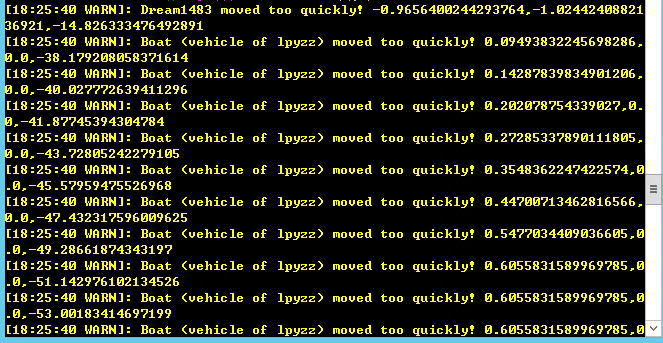 [18:25:40 WARN]: Dream1483 moved too quickly! -0.9656400244293764,-1.02442408821
36921,-14.826333476492891
[18:25:40 WARN]: Boat (vehicle of lpyzz) moved too quickly! 0.09493832245698286,
0.0,-38.179208058371614
[18:25:40 WARN]: Boat (vehicle of lpyzz) moved too quickly! 0.14287839834901206,
0.0,-40.027772639411296
[18:25:40 WARN]: Boat (vehicle of lpyzz) moved too quickly! 0.202078754339027,0.
0,-41.87745394304784
[18:25:40 WARN]: Boat (vehicle of lpyzz) moved too quickly! 0.27285337890111805,
0.0,-43.72805242279105
[18:25:40 WARN]: Boat (vehicle of lpyzz) moved too quickly! 0.3548362247422574,0
.0,-45.57959475526968
[18:25:40 WARN]: Boat (vehicle of lpyzz) moved too quickly! 0.44700713462816566,
0.0,-47.432317596009625
[18:25:40 WARN]: Boat (vehicle of lpyzz) moved too quickly! 0.5477034409036605,0
.0,-49.28661874343197
[18:25:40 WARN]: Boat (vehicle of lpyzz) moved too quickly! 0.6055831589969785,0
.0,-51.142976102134526
[18:25:40 WARN]: Boat (vehicle of lpyzz) moved too quickly! 0.6055831589969785,0
.0,-53.00183414697199
[18:25:40 WARN]: Boat (vehicle of lpyzz) moved too quickly! 0.6055831589969785,0